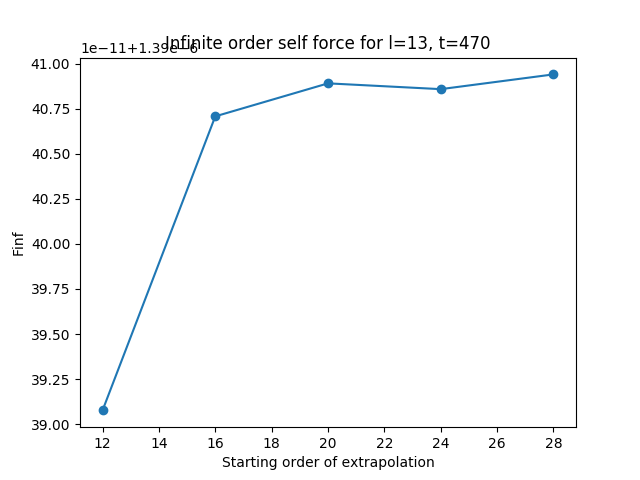 Infinite order self force for l=13, t=470
1e−11+1.39e−6
41.00
40.75
40.50
40.25
40.00
39.75
39.50
39.25
39.00
Finf
12 14 16 18 20 22 24 26 28
Starting order of extrapolation